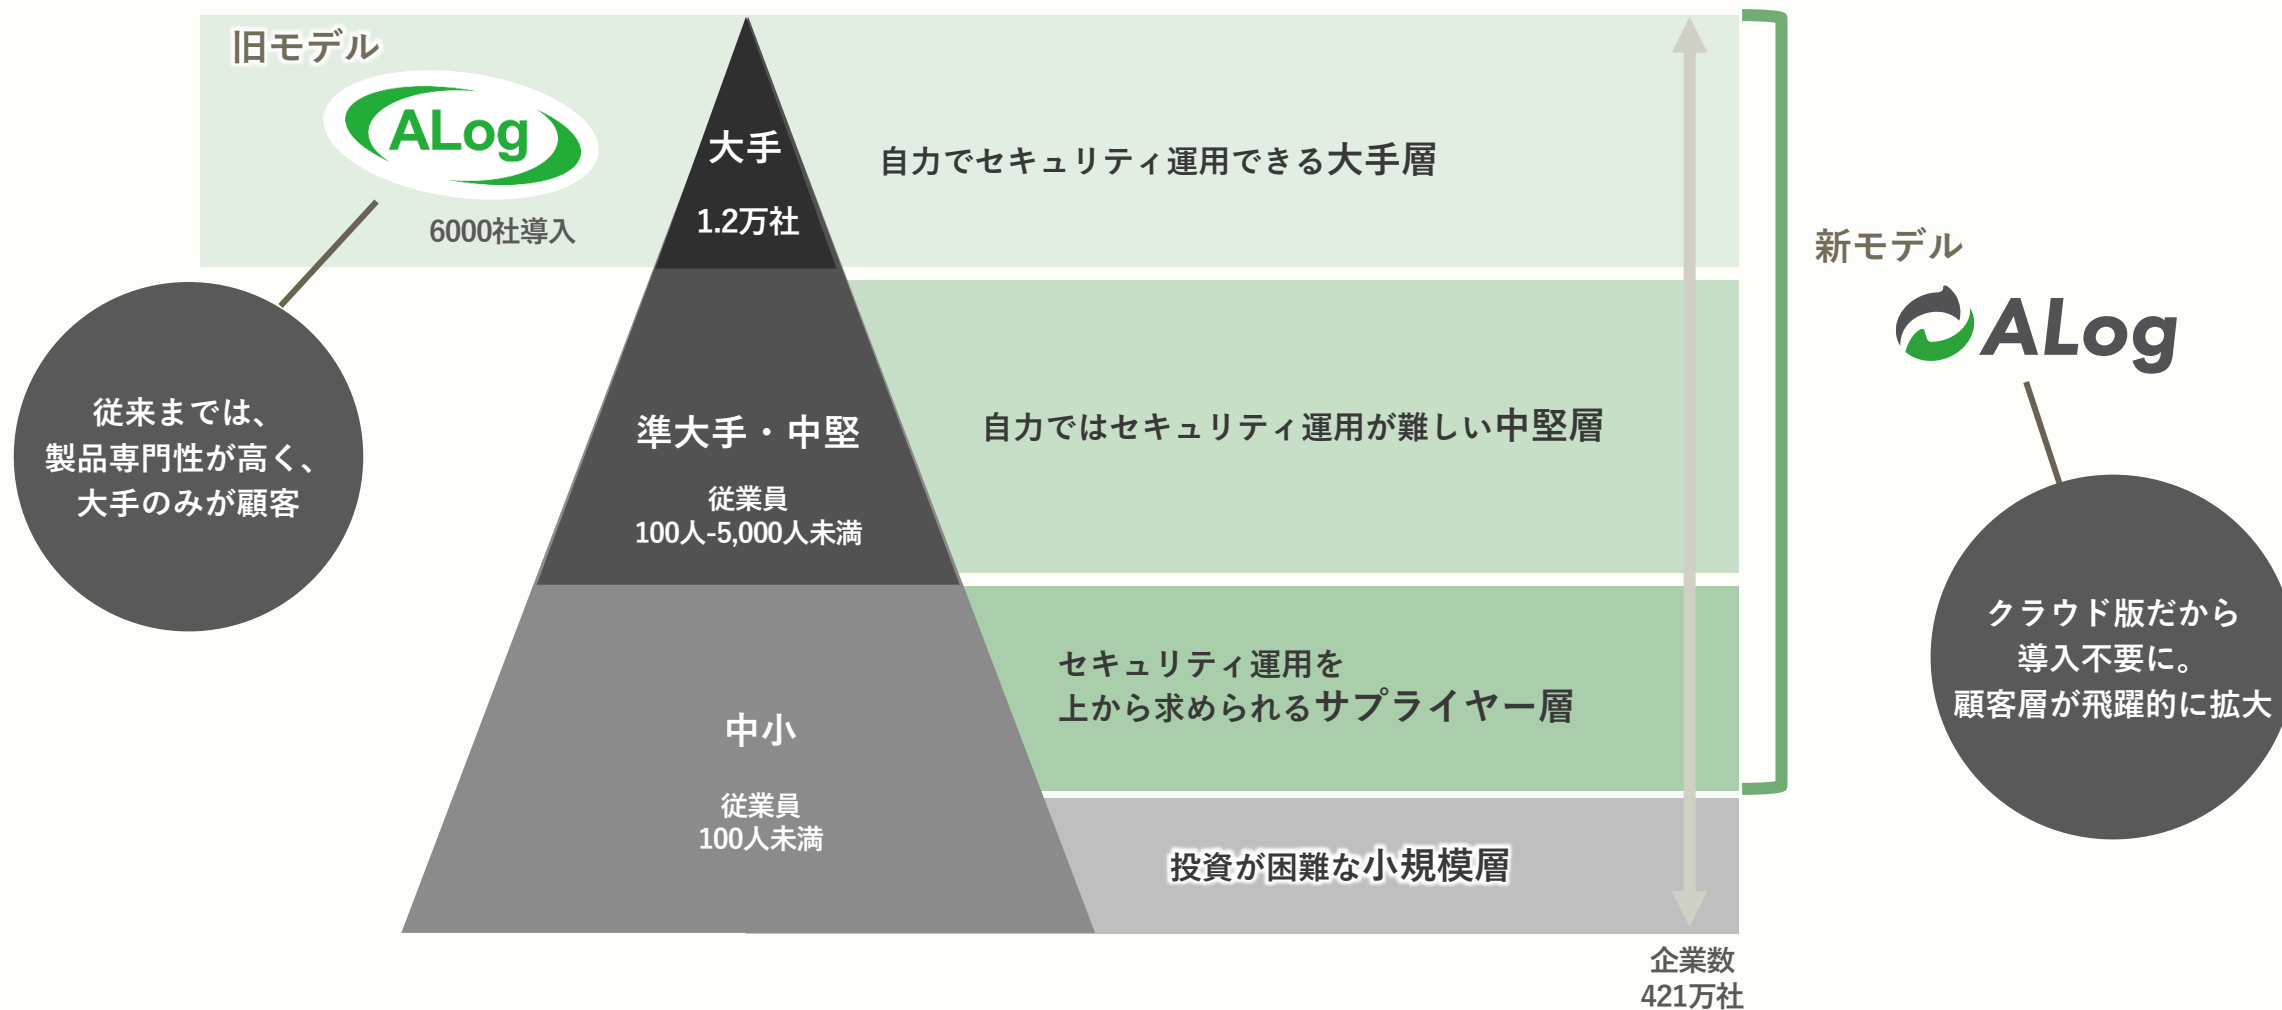 旧モデル
ALog
6000社導入
従来までは、
製品専門性が高く、
大手のみが顧客
大手
1.2万社
自力でセキュリティ運用できる大手層
準大手・中堅
従業員
100人-5,000人未満
自力ではセキュリティ運用が難しい中堅層
中小
従業員
100人未満
セキュリティ運用を
上から求められるサプライヤー層
投資が困難な小規模層
企業数
421万社
新モデル
ALog
クラウド版だから
導入不要に。
顧客層が飛躍的に拡大